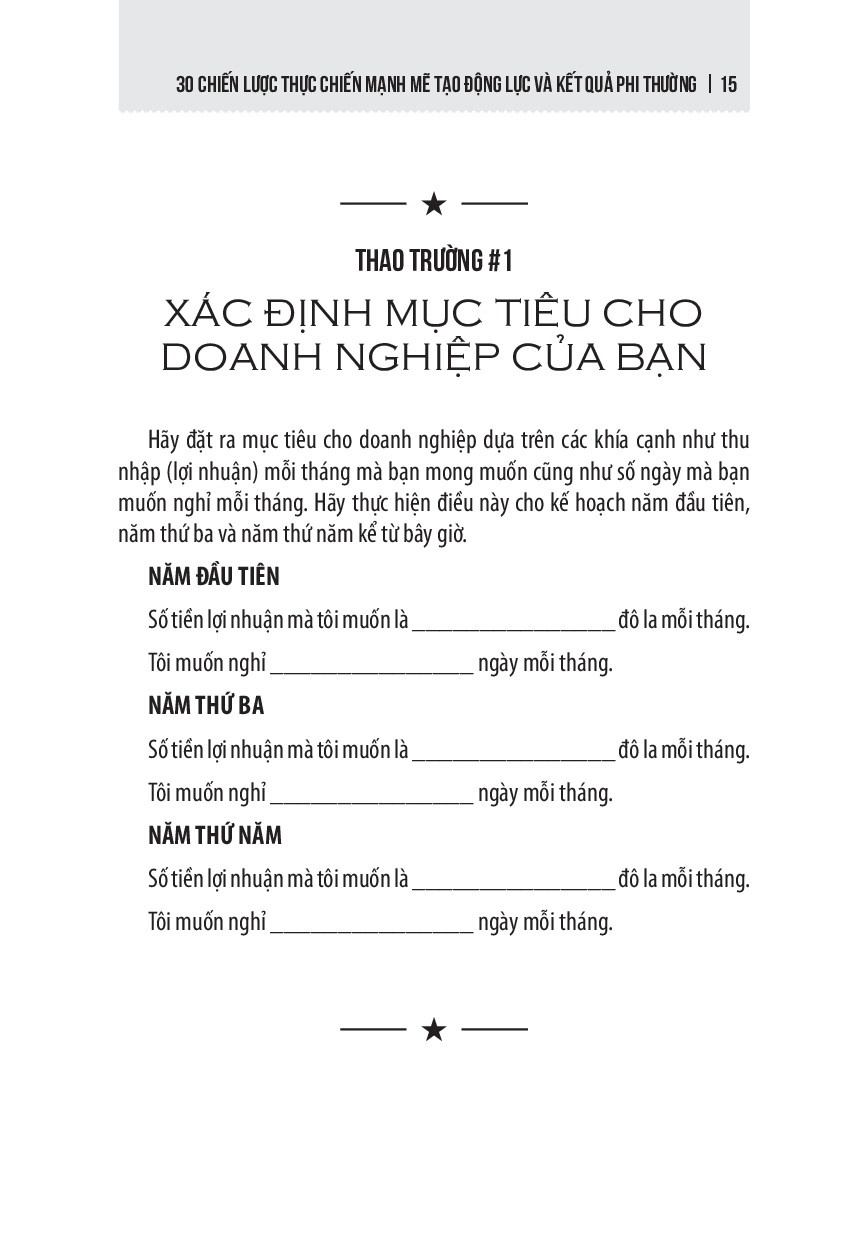 30 CHIẾN LƯỢC THỰC CHIẾN MẠNH MẼ TẠO ĐỘNG LỰC VÀ KẾT QUẢ PHI THƯỜNG | 15
THAO TRƯỜNG #1
XÁC ĐỊNH MỤC TIÊU CHO
DOANH NGHIỆP CỦA BẠN
Hãy đặt ra mục tiêu cho doanh nghiệp dựa trên các khía cạnh như thu
nhập (lợi nhuận) mỗi tháng mà bạn mong muốn cũng như số ngày mà bạn
muốn nghỉ mỗi tháng. Hãy thực hiện điều này cho kế hoạch năm đầu tiên,
năm thứ ba và năm thứ năm kể từ bây giờ.
NĂM ĐẦU TIÊN
Số tiền lợi nhuận mà tôi muốn là ________________ đô la mỗi tháng.
Tôi muốn nghỉ ________________ ngày mỗi tháng.
NĂM THỨ BA
Số tiền lợi nhuận mà tôi muốn là ________________ đô la mỗi tháng.
Tôi muốn nghỉ ________________ ngày mỗi tháng.
NĂM THỨ NĂM
Số tiền lợi nhuận mà tôi muốn là ________________ đô la mỗi tháng.
Tôi muốn nghỉ ________________ ngày mỗi tháng.